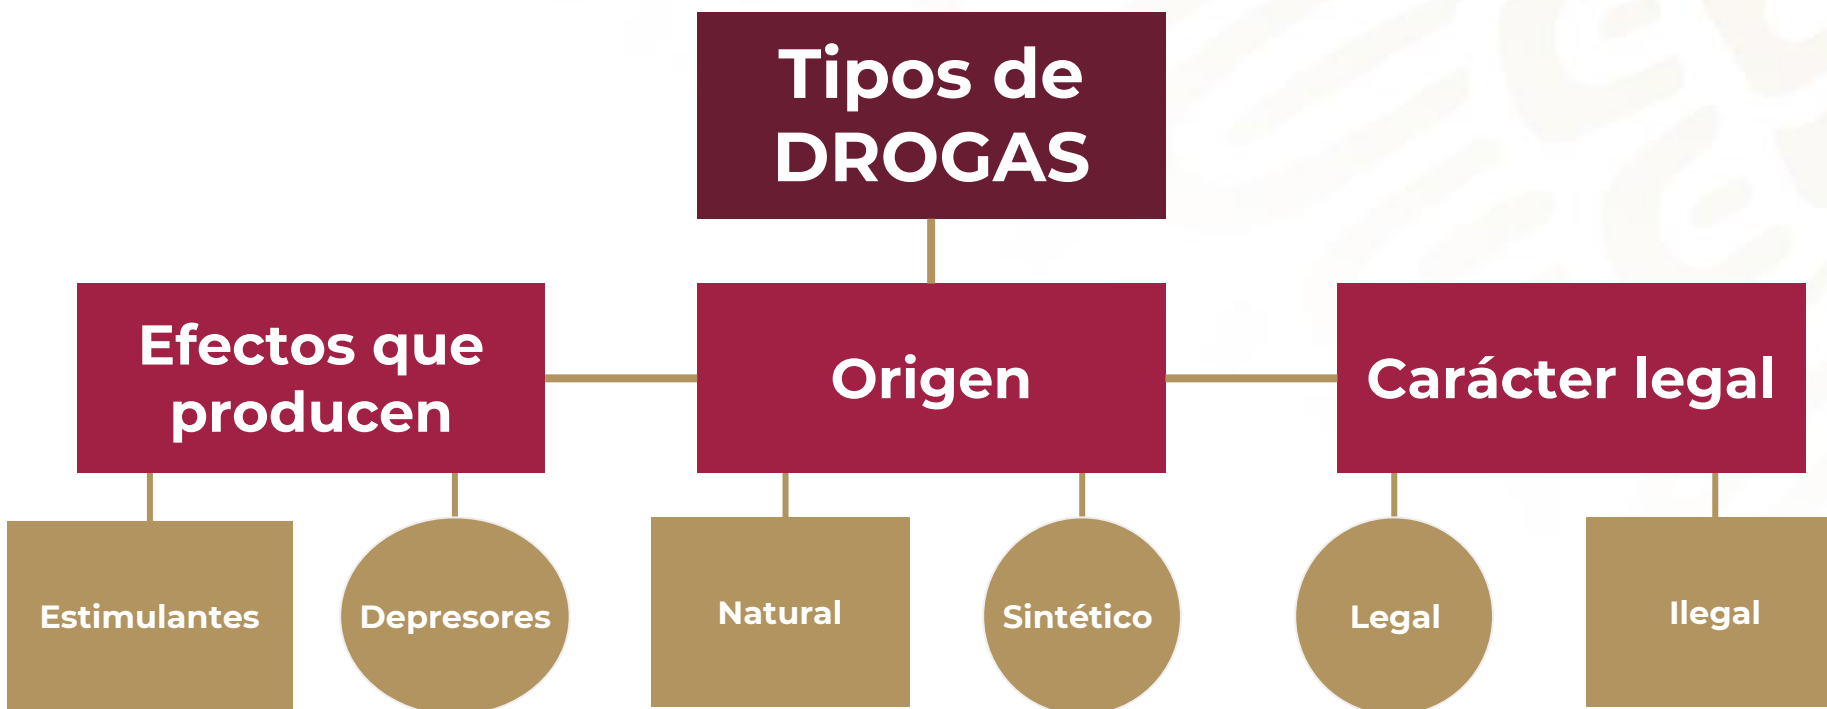 Tipos de
DROGAS
Efectos que
producen
Origen
Carácter legal
Estimulantes
Depresores
Natural
Sintético
Legal
Ilegal